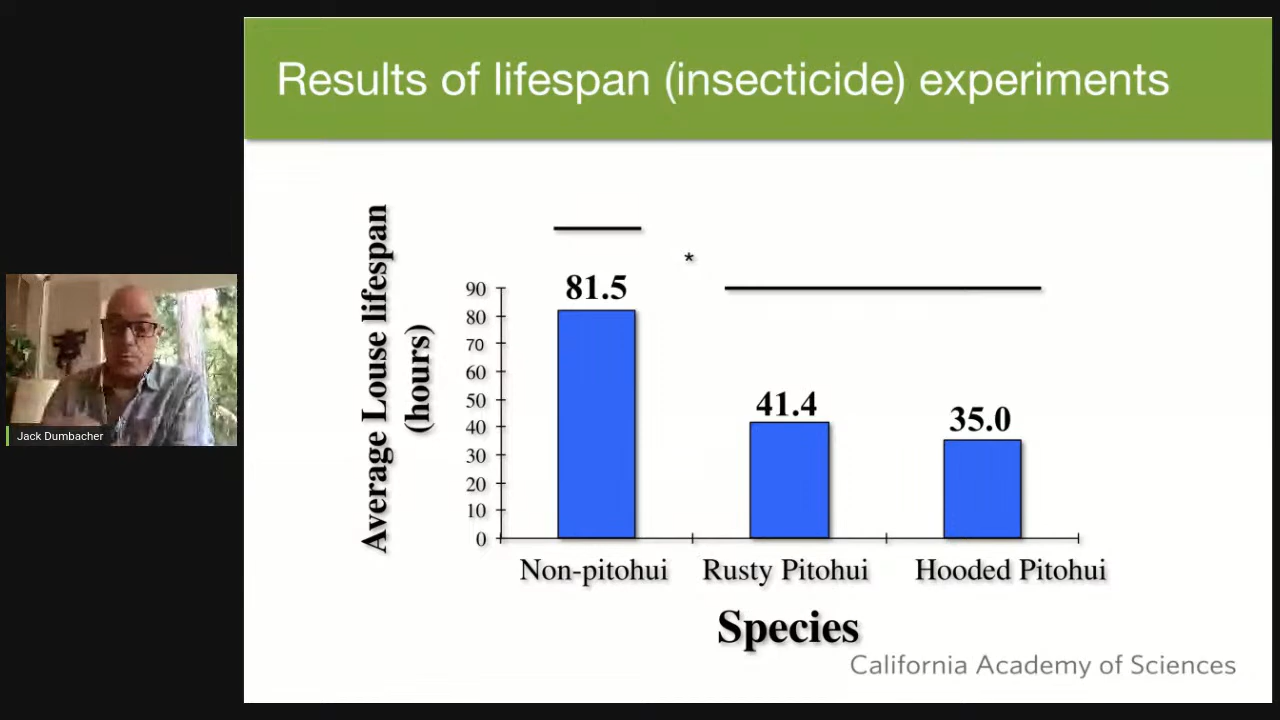 Results of lifespan (insecticide) experiments
Average Louse lifespan
(hours)
*
90
80
70
60
50
40
30
20
10
0
81.5
41.4
35.0
Non-pitohui
Rusty Pitohui
Hooded Pitohui
Species
California Academy of Sciences
Jack Dumbacher